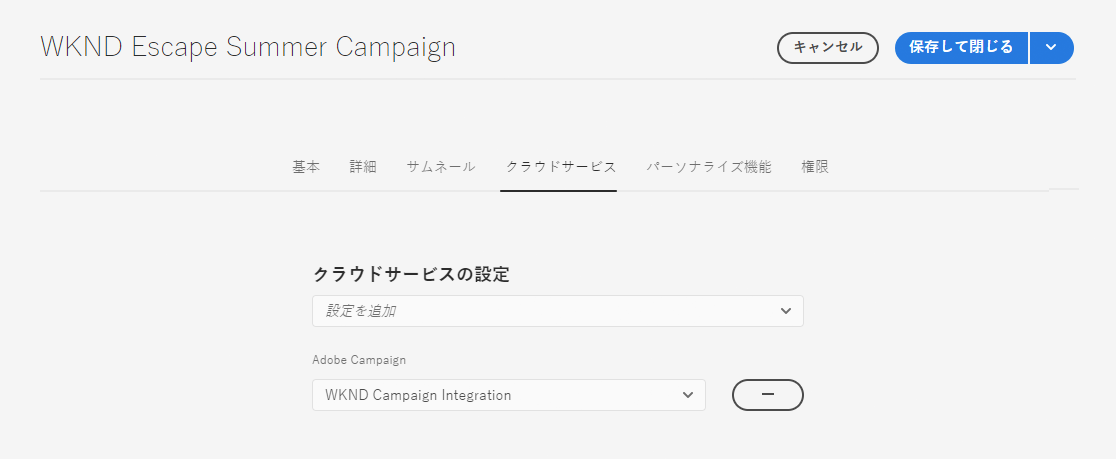 WKND Escape Summer Campaign
キャンセル
保存して閉じる
基本 詳細 サムネール クラウドサービス パーソナライズ機能 権限
クラウドサービスの設定
設定を追加
Adobe Campaign
WKND Campaign Integration